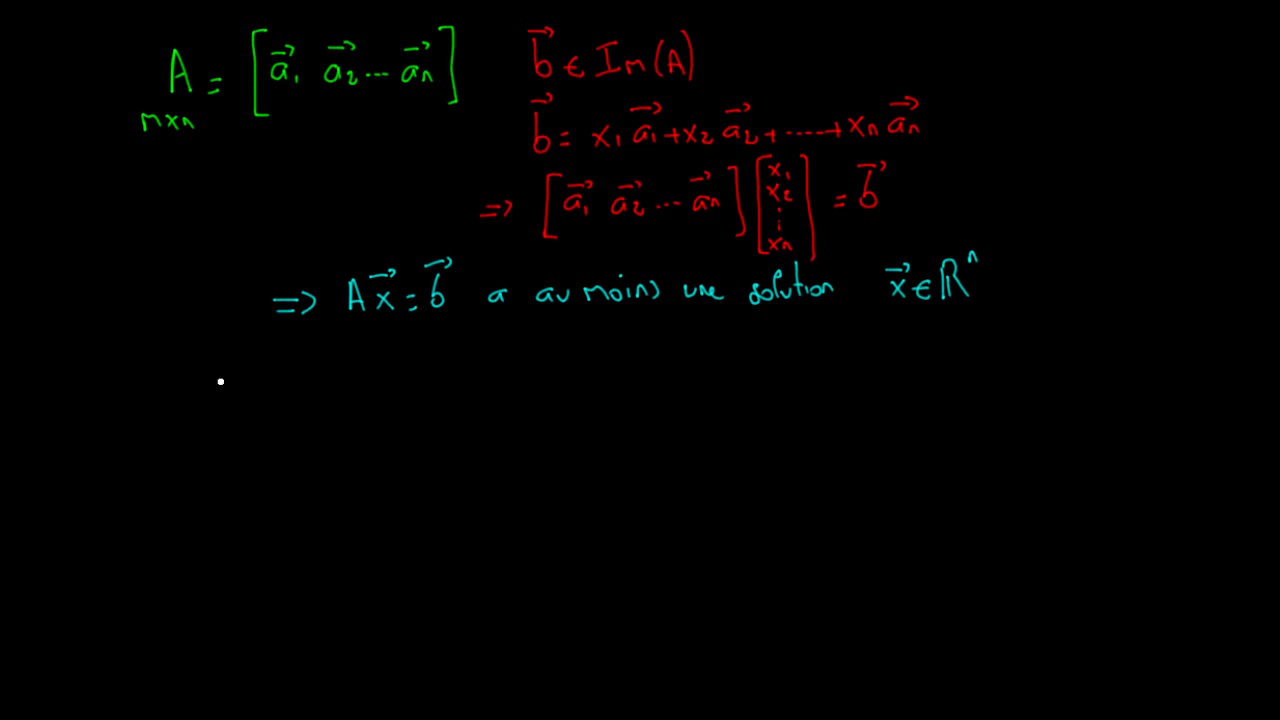 A = [a⃗₁ a⃗₂ ... a⃗ₙ]
m×n
b⃗ ∈ Im(A)
b⃗ = x₁a⃗₁ + x₂a⃗₂ + ...... + xₙa⃗ₙ
=> [a⃗₁ a⃗₂ ... a⃗ₙ] [x₁ x₂ ⋮ xₙ] = b⃗
=> Ax⃗ = b⃗ a au moins une solution x⃗ ∈ ℝⁿ